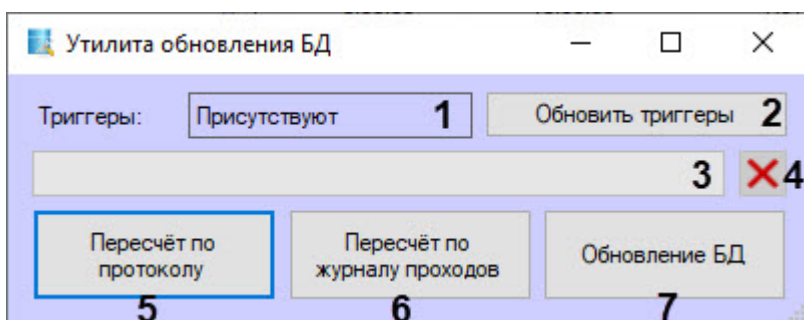 Утилита обновления БД
Триггеры: Присутствуют 1 Обновить триггеры 2
3 4
Пересчёт по протоколу
5
Пересчёт по журналу проходов
6
Обновление БД
7